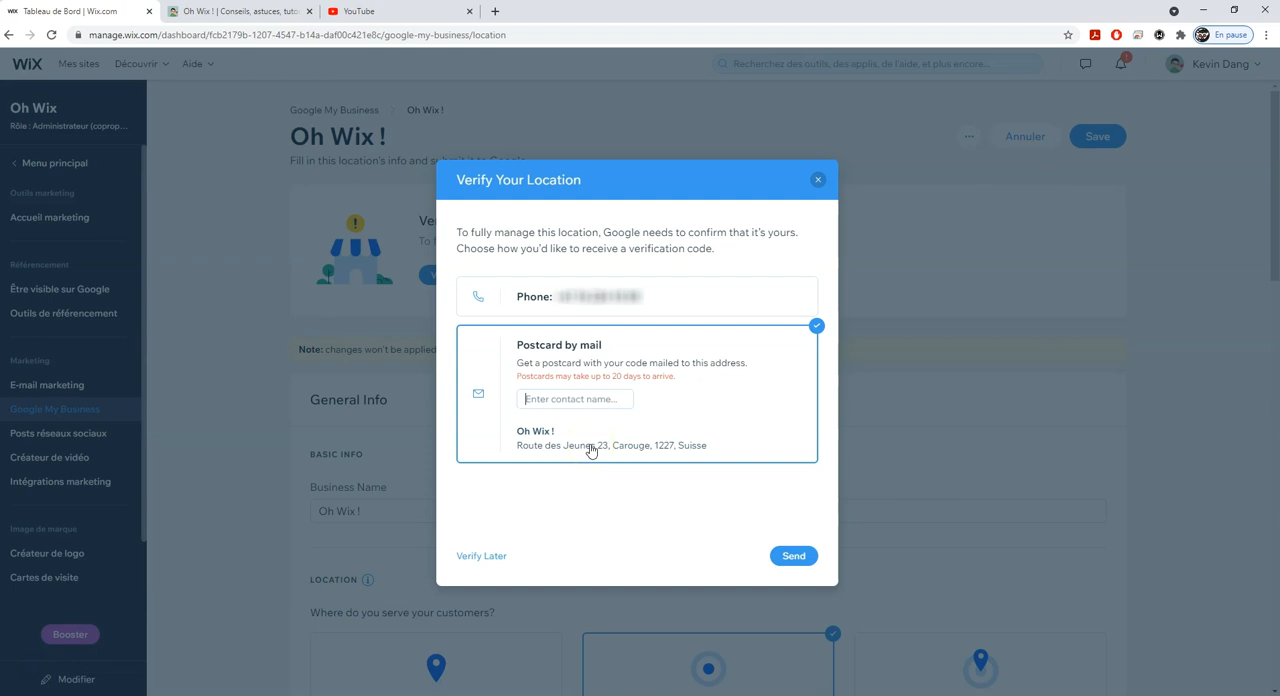 Tableau de Bord | Wix.com
Oh Wix ! | Conseils, astuces, tuto
YouTube
manage.wix.com/dashboard/fcb2179b-1207-4547-b14a-daf00c421e8c/google-my-business/location
En pause
WiX
Mes sites
Découvrir
Aide
Recherchez des outils, des applis, de l'aide, et plus encore...
1
Kevin Dang
Oh Wix
Rôle : Administrateur (coprop...
Menu principal
Outils marketing
Accueil marketing
Référencement
Être visible sur Google
Outils de référencement
Marketing
E-mail marketing
Google My Business
Posts réseaux sociaux
Créateur de vidéo
Intégrations marketing
Image de marque
Créateur de logo
Cartes de visite
Booster
Modifier
Google My Business
Oh Wix !
Oh Wix !
Fill in this location's info and submit it to Google
Annuler
Save
Note: changes won't be applied
General Info
BASIC INFO
Business Name
Oh Wix !
LOCATION
Where do you serve your customers?
Verify Your Location
To fully manage this location, Google needs to confirm that it's yours.
Choose how you'd like to receive a verification code.
Phone:
Postcard by mail
Get a postcard with your code mailed to this address.
Postcards may take up to 20 days to arrive.
Enter contact name...
Oh Wix !
Route des Jeunes 23, Carouge, 1227, Suisse
Verify Later
Send